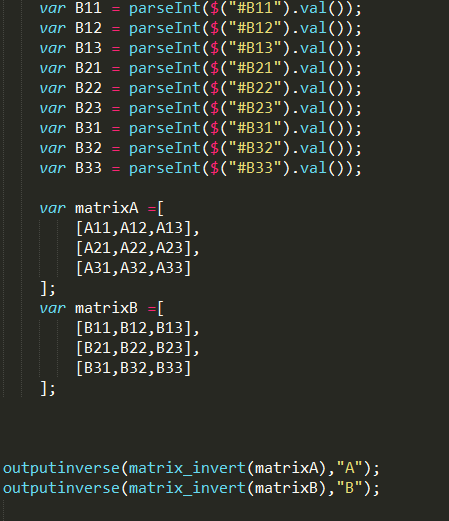 var B11 = parseInt($("#B11").val());
var B12 = parseInt($("#B12").val());
var B13 = parseInt($("#B13").val());
var B21 = parseInt($("#B21").val());
var B22 = parseInt($("#B22").val());
var B23 = parseInt($("#B23").val());
var B31 = parseInt($("#B31").val());
var B32 = parseInt($("#B32").val());
var B33 = parseInt($("#B33").val());
var matrixA =[
[A11,A12,A13],
[A21,A22,A23],
[A31,A32,A33]
];
var matrixB =[
[B11,B12,B13],
[B21,B22,B23],
[B31,B32,B33]
];
outputinverse(matrix_invert(matrixA),"A");
outputinverse(matrix_invert(matrixB),"B");